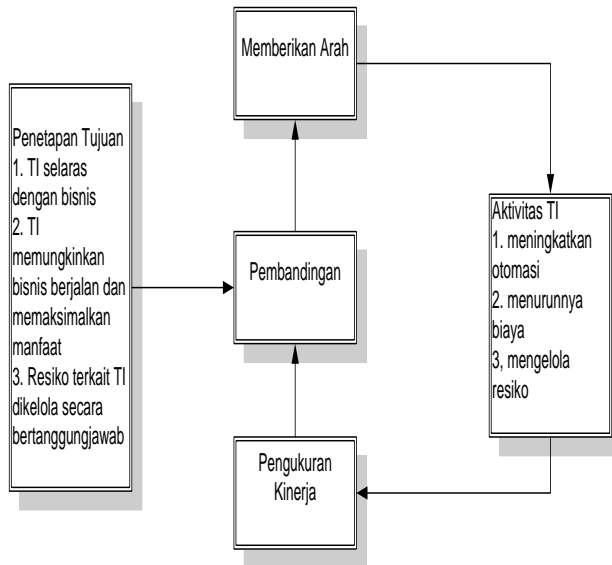 Memberikan Arah
Penetapan Tujuan
1. TI selaras
dengan bisnis
2. TI
memungkinkan
bisnis berjalan dan
memaksimalkan
manfaat
3. Resiko terkait TI
dikelola secara
bertanggungjawab
Pembandingan
Aktivitas TI
1. meningkatkan
otomasi
2. menurunnya
biaya
3, mengelola
resiko
Pengukuran
Kinerja